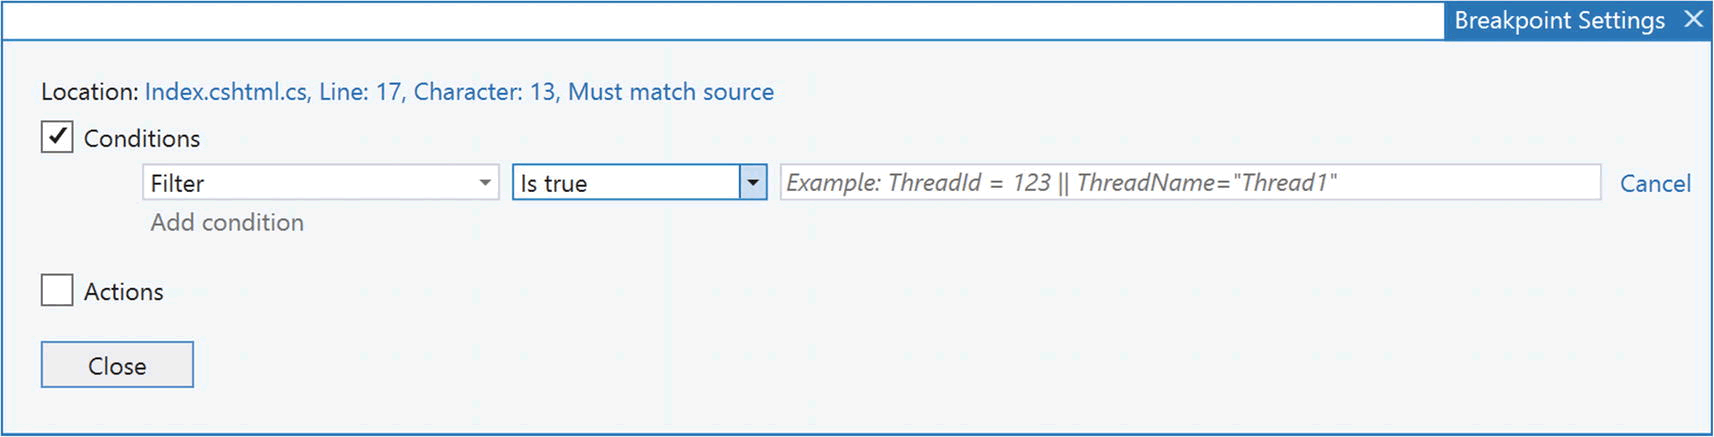 Breakpoint Settings
Location: Index.cshtml.cs, Line: 17, Character: 13, Must match source
Conditions
Filter Is true Example: ThreadId = 123 || ThreadName="Thread1" Cancel
Add condition
Actions
Close